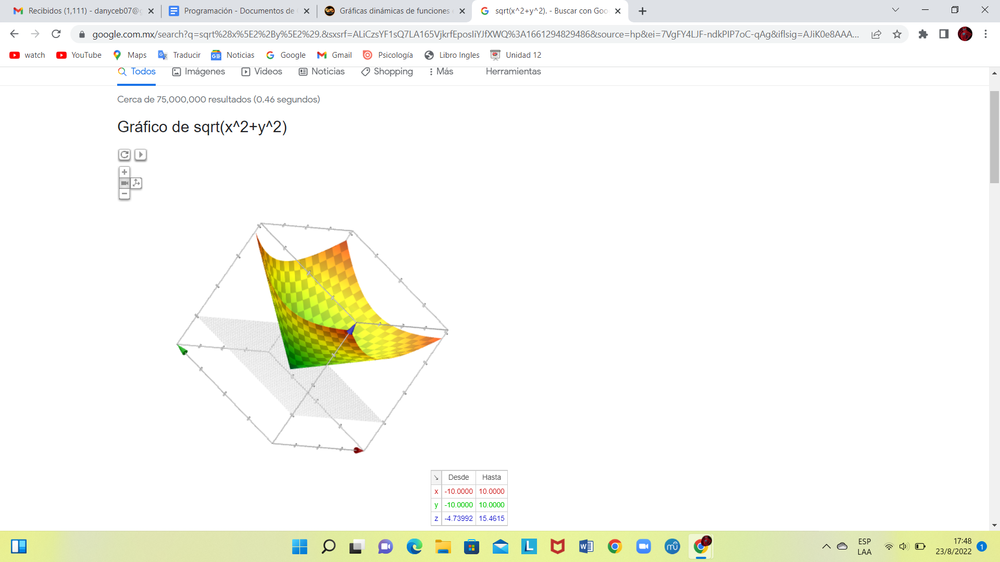 Recibidos (1,111) - danyceb07@g
Programación - Documentos de
Gráficas dinámicas de funciones
sqrt(x^2+y^2). - Buscar con Goo
google.com.mx/search?q=sqrt%28x%5E2%2By%5E2%29.&sxsrf=ALiCzsYF1sQ7LA165VjkrfEposIiYJfXWQ%3A1661294829486&source=hp&ei=7VgFY4LJF-ndkPIP7oC-qAg&iflsig=AJiK0e8AAA...
watch YouTube Maps Traducir Noticias Google Gmail Psicología Libro Ingles Unidad 12
Todos Imágenes Videos Noticias Shopping Más Herramientas
Cerca de 75,000,000 resultados (0.46 segundos)
Gráfico de sqrt(x^2+y^2)
Desde Hasta
x -10.0000 10.0000
y -10.0000 10.0000
z -4.73992 15.4615
ESP
LAA
17:48
23/8/2022
1